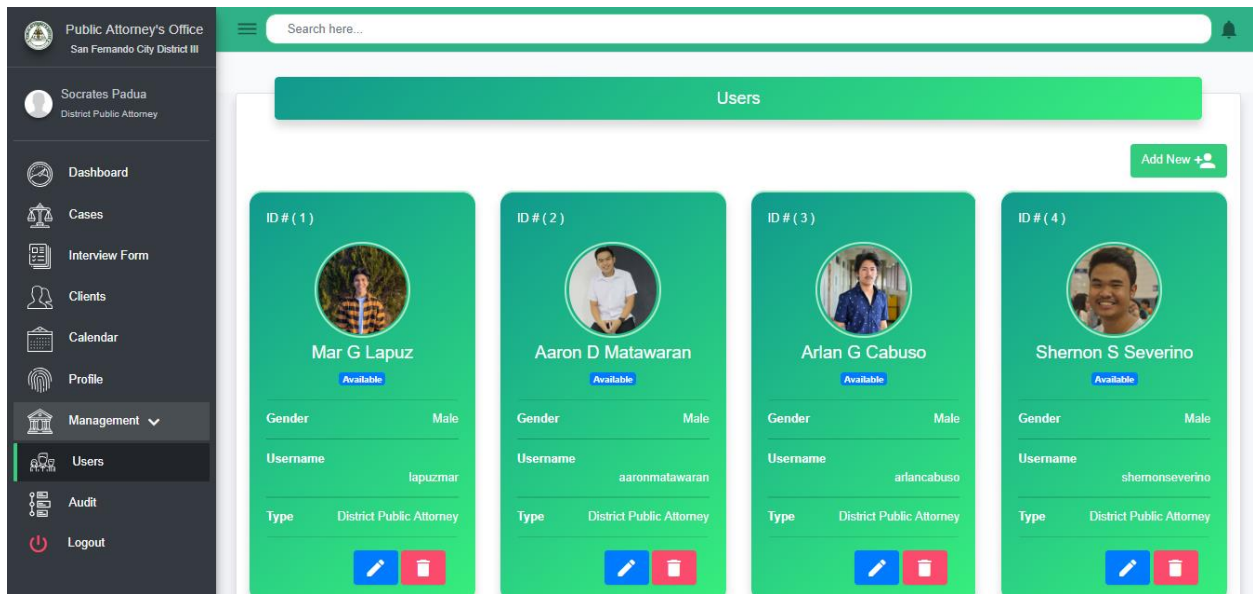 Public Attorney's Office
San Fernando City District III
Search here...
Socrates Padua
District Public Attorney
Users
Add New
Dashboard
Cases
Interview Form
Clients
Calendar
Profile
Management
Users
Audit
Logout
ID # ( 1 )
Mar G Lapuz
Available
Gender Male
Username
lapuzmar
Type District Public Attorney
ID # ( 2 )
Aaron D Matawaran
Available
Gender Male
Username
aaronmatawaran
Type District Public Attorney
ID # ( 3 )
Arlan G Cabuso
Available
Gender Male
Username
arlancabuso
Type District Public Attorney
ID # ( 4 )
Shernon S Severino
Available
Gender Male
Username
shernonseverino
Type District Public Attorney